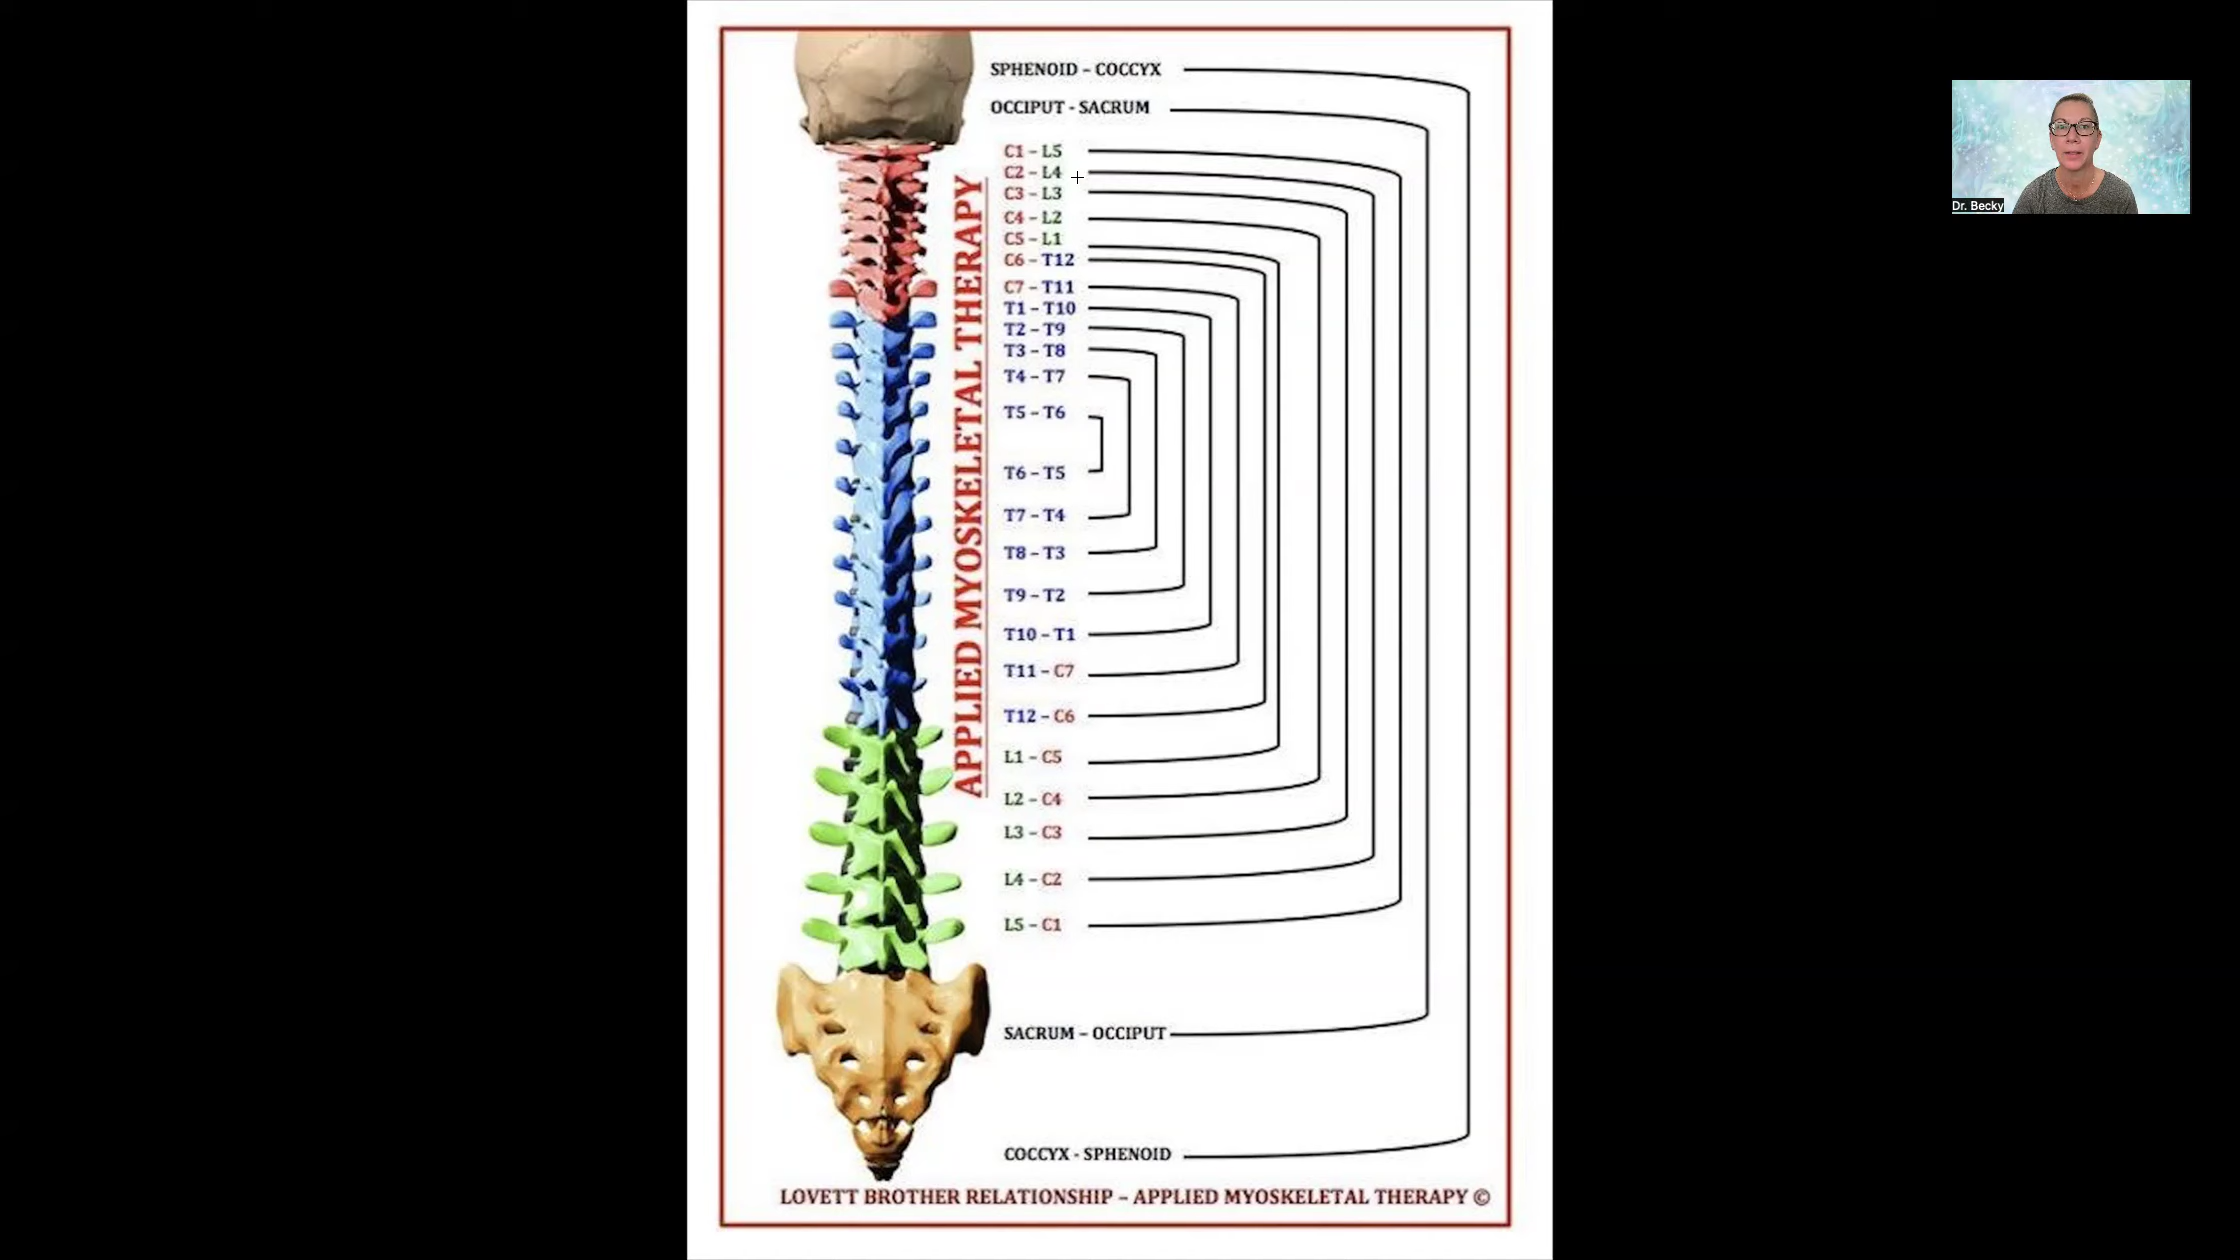 SPHENOID – COCCYX
OCCIPUT - SACRUM
C1 – L5
C2 – L4
C3 – L3
C4 – L2
C5 – L1
C6 – T12
C7 – T11
T1 – T10
T2 – T9
T3 – T8
T4 – T7
T5 – T6
T6 – T5
T7 – T4
T8 – T3
T9 – T2
T10 – T1
T11 – C7
T12 – C6
L1 – C5
L2 – C4
L3 – C3
L4 – C2
L5 – C1
SACRUM – OCCIPUT
COCCYX - SPHENOID
APPLIED MYOSKELETAL THERAPY
LOVETT BROTHER RELATIONSHIP – APPLIED MYOSKELETAL THERAPY ©
Dr. Becky